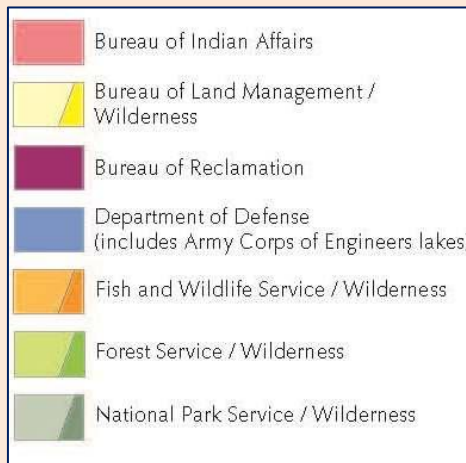 Bureau of Indian Affairs
Bureau of Land Management /
Wilderness
Bureau of Reclamation
Department of Defense
(includes Army Corps of Engineers lakes)
Fish and Wildlife Service / Wilderness
Forest Service / Wilderness
National Park Service / Wilderness